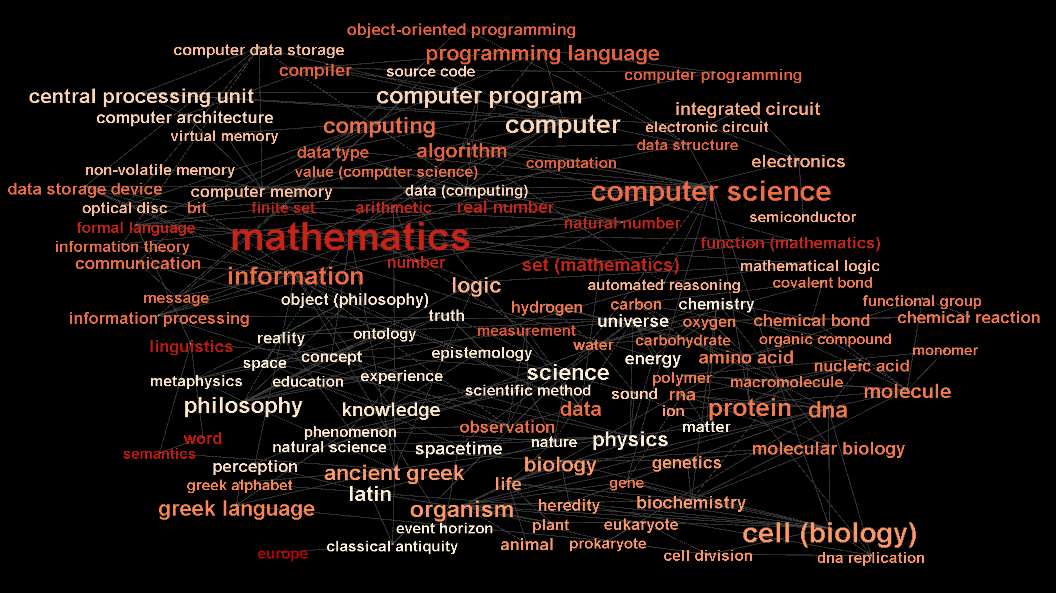 object-oriented programming
computer data storage
programming language
compiler
source code
computer programming
central processing unit
computer program
integrated circuit
computer architecture
computing
computer
electronic circuit
virtual memory
data structure
data type
algorithm
computation
electronics
value (computer science)
non-volatile memory
data storage device
computer memory
data (computing)
computer science
optical disc
bit
finite set
arithmetic
real number
natural number
semiconductor
formal language
mathematics
function (mathematics)
information theory
communication
number
set (mathematics)
mathematical logic
information
logic
automated reasoning
covalent bond
message
object (philosophy)
hydrogen
carbon
chemistry
functional group
information processing
truth
universe
oxygen
chemical bond
chemical reaction
reality
ontology
measurement
carbohydrate
organic compound
linguistics
water
space
concept
epistemology
energy
amino acid
monomer
metaphysics
education
experience
science
polymer
macromolecule
nucleic acid
scientific method
sound
rna
molecule
philosophy
knowledge
data
ion
protein
dna
phenomenon
observation
matter
word
natural science
spacetime
nature
physics
molecular biology
semantics
perception
ancient greek
biology
genetics
greek alphabet
latin
life
gene
greek language
organism
heredity
biochemistry
event horizon
plant
eukaryote
cell (biology)
europe
classical antiquity
animal
prokaryote
cell division
dna replication